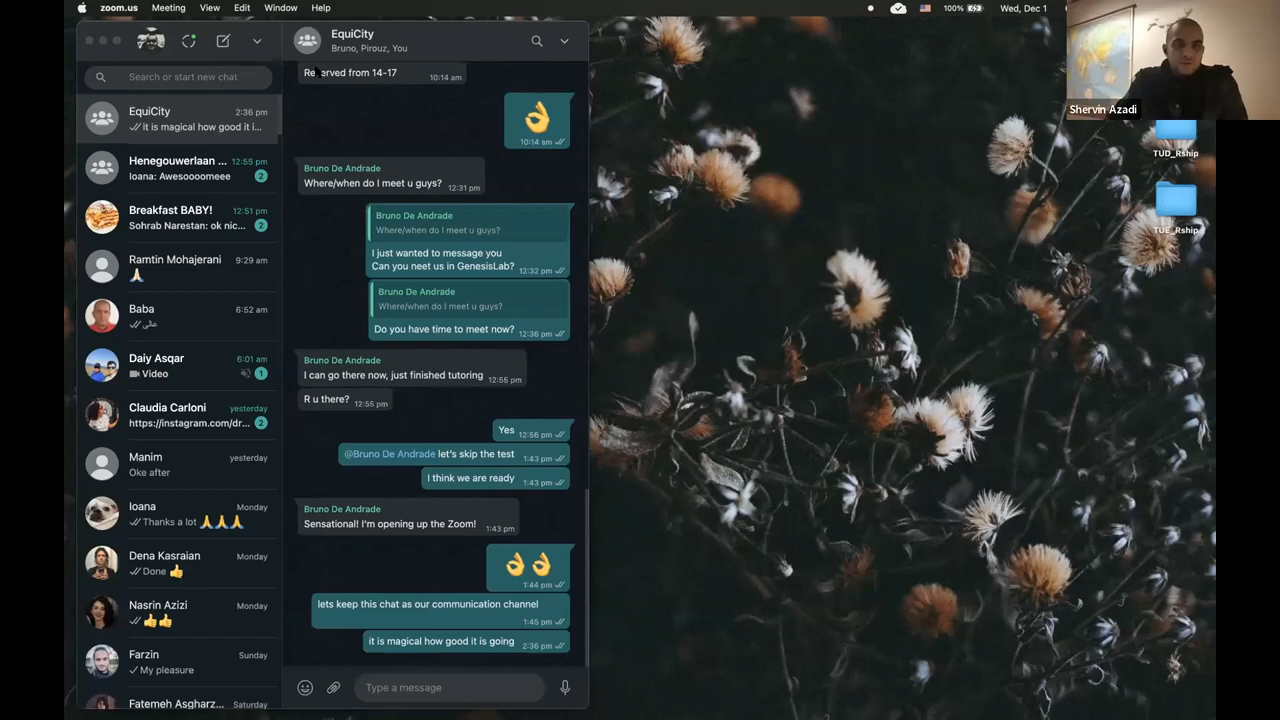 zoom.us Meeting View Edit Window Help
100% Wed, Dec 1
Shervin Azadi
TUD_Rship
TUE_Rship
Search or start new chat
EquiCity 2:36 pm
it is magical how good it i...
Henegouwerlaan ... 12:55 pm
Ioana: Awesoooomeee 2
Breakfast BABY! 12:51 pm
Sohrab Narestan: ok nic... 2
Ramtin Mohajerani 9:29 am
🙏
Baba 6:52 am
عالی
Daiy Asqar 6:01 am
Video 1
Claudia Carloni yesterday
https://instagram.com/dr... 2
Manim yesterday
Oke after
Ioana Monday
Thanks a lot 🙏🙏🙏
Dena Kasraian Monday
Done 👍
Nasrin Azizi Monday
👍👍
Farzin Sunday
My pleasure
Fatemeh Asgharz... Saturday
EquiCity
Bruno, Pirouz, You
Reserved from 14-17 10:14 am
👌
10:14 am
Bruno De Andrade
Where/when do I meet u guys? 12:31 pm
Bruno De Andrade
Where/when do I meet u guys?
I just wanted to message you
Can you neet us in GenesisLab? 12:32 pm
Bruno De Andrade
Where/when do I meet u guys?
Do you have time to meet now? 12:36 pm
Bruno De Andrade
I can go there now, just finished tutoring 12:55 pm
R u there? 12:55 pm
Yes 12:56 pm
@Bruno De Andrade let's skip the test 1:43 pm
I think we are ready 1:43 pm
Bruno De Andrade
Sensational! I'm opening up the Zoom! 1:43 pm
👌👌
1:44 pm
lets keep this chat as our communication channel
1:45 pm
it is magical how good it is going 2:36 pm
Type a message